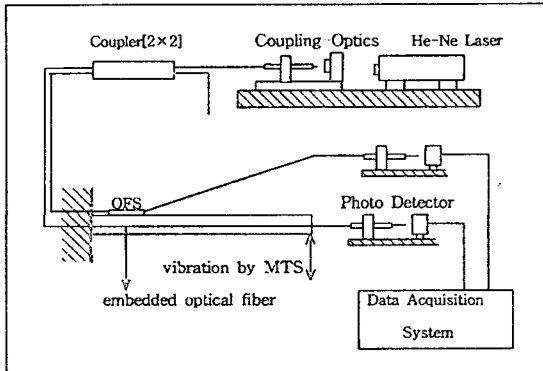 Coupler[2×2]
Coupling Optics
He-Ne Laser
OFS
Photo Detector
vibration by MTS
embedded optical fiber
Data Acquisition
System